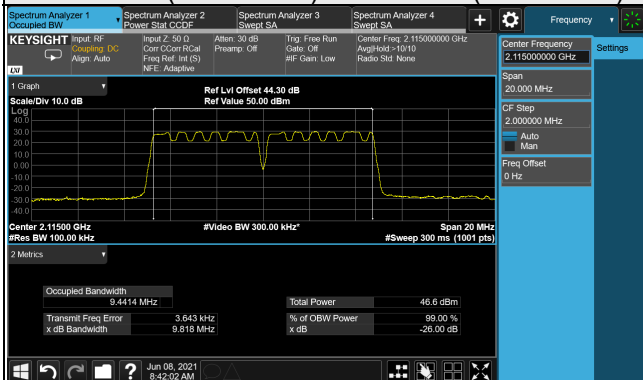 Spectrum Analyzer 1
Occupied BW
Spectrum Analyzer 2
Power Stat CCDF
Spectrum Analyzer 3
Swept SA
Spectrum Analyzer 4
Swept SA
+
Frequency
KEYSIGHT
Input: RF
Coupling: DC
Align: Auto
Input Z: 50 Ω
Corr CCorr RCal
Freq Ref: Int (S)
NFE: Adaptive
Atten: 30 dB
Preamp: Off
Trig: Free Run
Gate: Off
#IF Gain: Low
Center Freq: 2.115000000 GHz
Avg|Hold:>10/10
Radio Std: None
LXI
Center Frequency
2.115000000 GHz
Settings
Span
20.000 MHz
CF Step
2.000000 MHz
Auto
Man
Freq Offset
0 Hz
1 Graph
Scale/Div 10.0 dB
Ref Lvl Offset 44.30 dB
Ref Value 50.00 dBm
Log
40.0
30.0
20.0
10.0
0.00
-10.0
-20.0
-30.0
-40.0
Center 2.11500 GHz
#Res BW 100.00 kHz
#Video BW 300.00 kHz*
Span 20 MHz
#Sweep 300 ms (1001 pts)
2 Metrics
Occupied Bandwidth
9.4414 MHz
Total Power 46.6 dBm
Transmit Freq Error 3.643 kHz
% of OBW Power 99.00 %
x dB Bandwidth 9.818 MHz
x dB -26.00 dB
?
Jun 08, 2021
8:42:02 AM